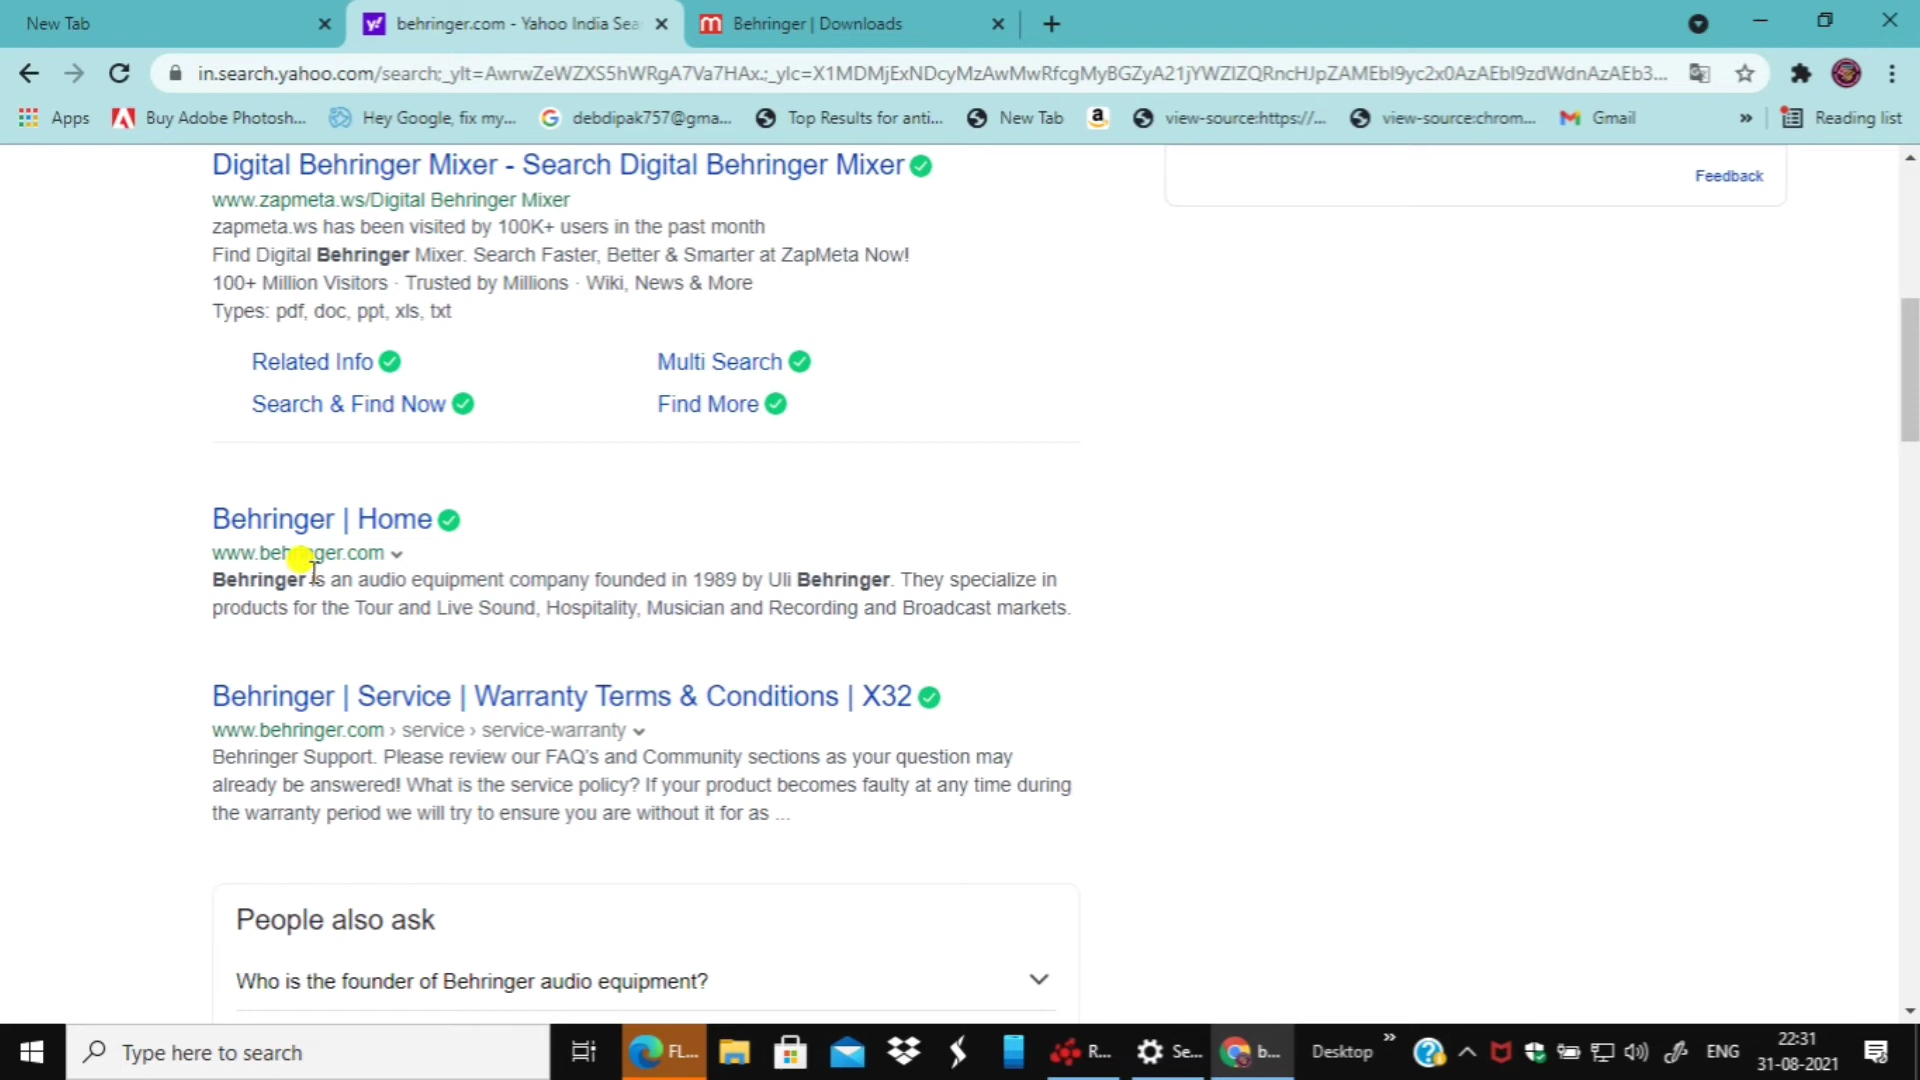 New Tab
behringer.com - Yahoo India Sea
Behringer | Downloads
in.search.yahoo.com/search;_ylt=AwrwZeWZXS5hWRgA7Va7HAx.;_ylc=X1MDMjExNDcyMzAwMwRfcgMyBGZyA21jYWZlZQRncHJpZAMEbl9yc2x0AzAEbl9zdWdnAzAEb3...
Apps
Buy Adobe Photosh...
Hey Google, fix my...
debdipak757@gma...
Top Results for anti...
New Tab
view-source:https://...
view-source:chrom...
Gmail
»
Reading list
Digital Behringer Mixer - Search Digital Behringer Mixer
www.zapmeta.ws/Digital Behringer Mixer
zapmeta.ws has been visited by 100K+ users in the past month
Find Digital Behringer Mixer. Search Faster, Better & Smarter at ZapMeta Now!
100+ Million Visitors · Trusted by Millions · Wiki, News & More
Types: pdf, doc, ppt, xls, txt
Related Info
Multi Search
Search & Find Now
Find More
Feedback
Behringer | Home
www.behringer.com
Behringer is an audio equipment company founded in 1989 by Uli Behringer. They specialize in
products for the Tour and Live Sound, Hospitality, Musician and Recording and Broadcast markets.
Behringer | Service | Warranty Terms & Conditions | X32
www.behringer.com › service › service-warranty
Behringer Support. Please review our FAQ's and Community sections as your question may
already be answered! What is the service policy? If your product becomes faulty at any time during
the warranty period we will try to ensure you are without it for as ...
People also ask
Who is the founder of Behringer audio equipment?
Type here to search
FL...
R...
Se...
b...
Desktop
»
ENG
22:31
31-08-2021